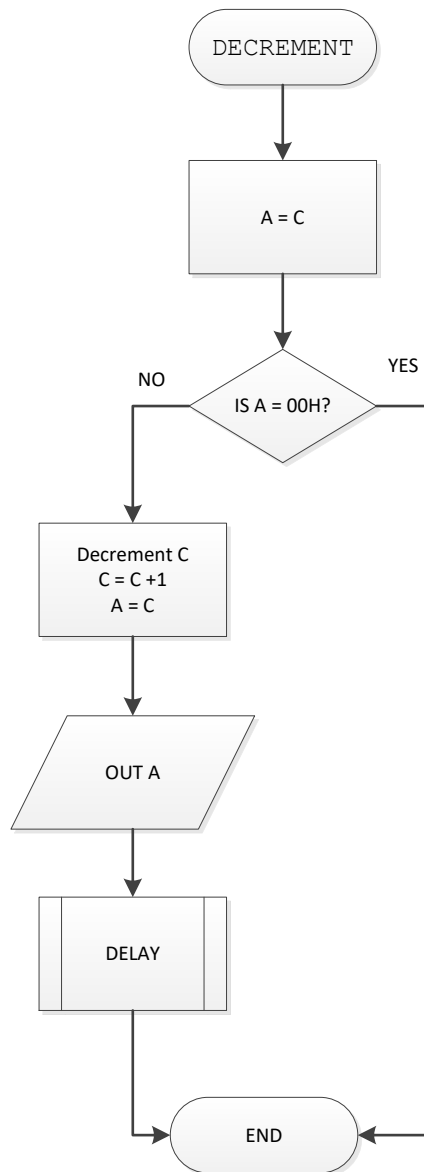 DECREMENT
A = C
IS A = 00H?
NO
YES
Decrement C
C = C +1
A = C
OUT A
DELAY
END